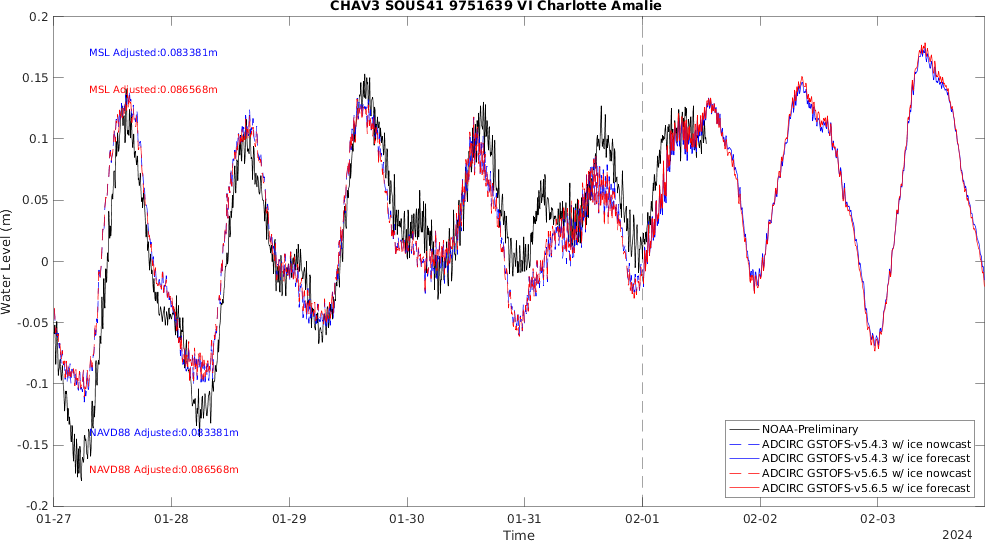 CHAV3 SOUS41 9751639 VI Charlotte Amalie
0.2
0.15
0.1
0.05
0
-0.05
-0.1
-0.15
-0.2
Water Level (m)
MSL Adjusted:0.083381m
MSL Adjusted:0.086568m
NAVD88 Adjusted:0.083381m
NAVD88 Adjusted:0.086568m
NOAA-Preliminary
ADCIRC GSTOFS-v5.4.3 w/ ice nowcast
ADCIRC GSTOFS-v5.4.3 w/ ice forecast
ADCIRC GSTOFS-v5.6.5 w/ ice nowcast
ADCIRC GSTOFS-v5.6.5 w/ ice forecast
01-27 01-28 01-29 01-30 01-31 02-01 02-02 02-03
Time
2024